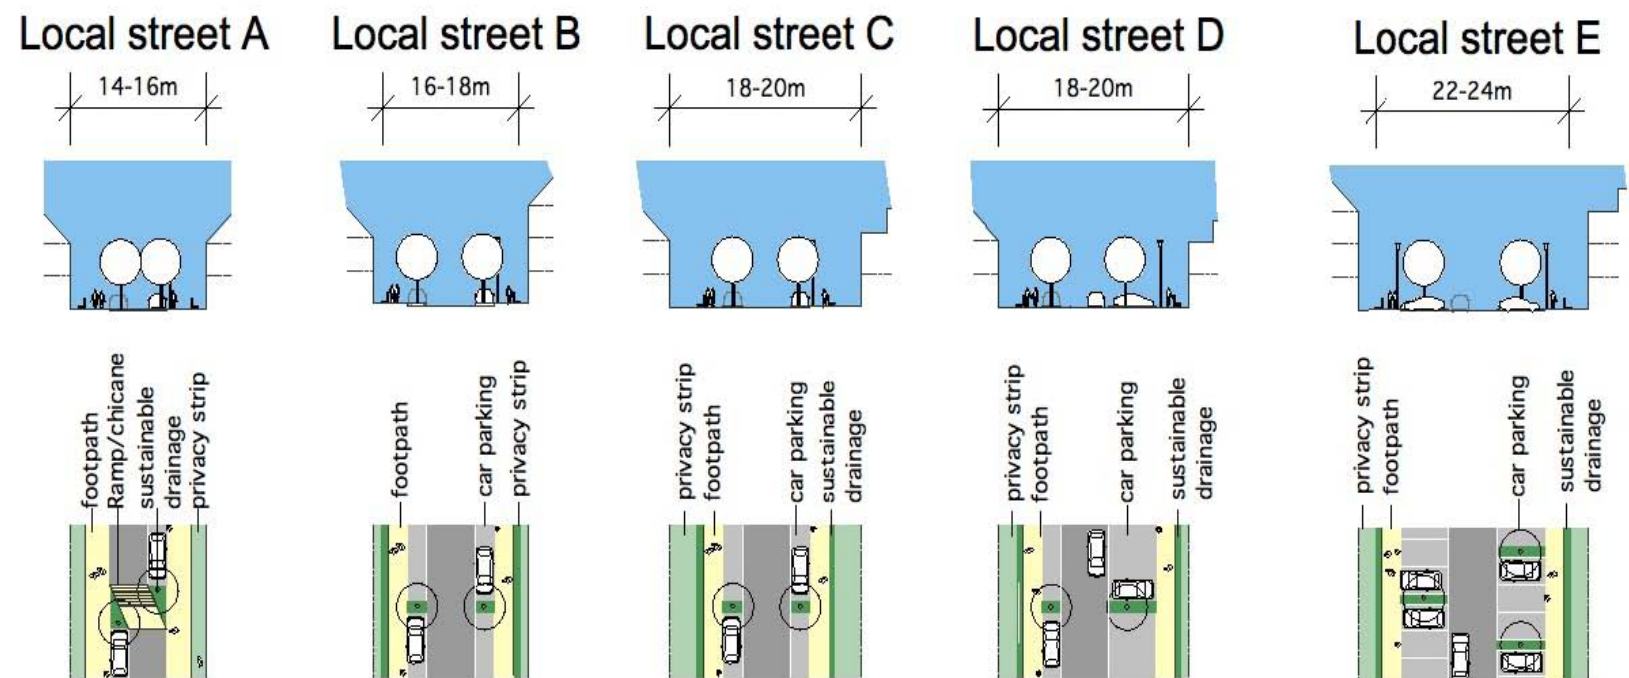 Local street A
14-16m
footpath
Ramp/chicane
sustainable
drainage
privacy strip
Local street B
16-18m
footpath
car parking
privacy strip
Local street C
18-20m
privacy strip
footpath
car parking
sustainable
drainage
Local street D
18-20m
privacy strip
footpath
car parking
sustainable
drainage
Local street E
22-24m
privacy strip
footpath
car parking
sustainable
drainage